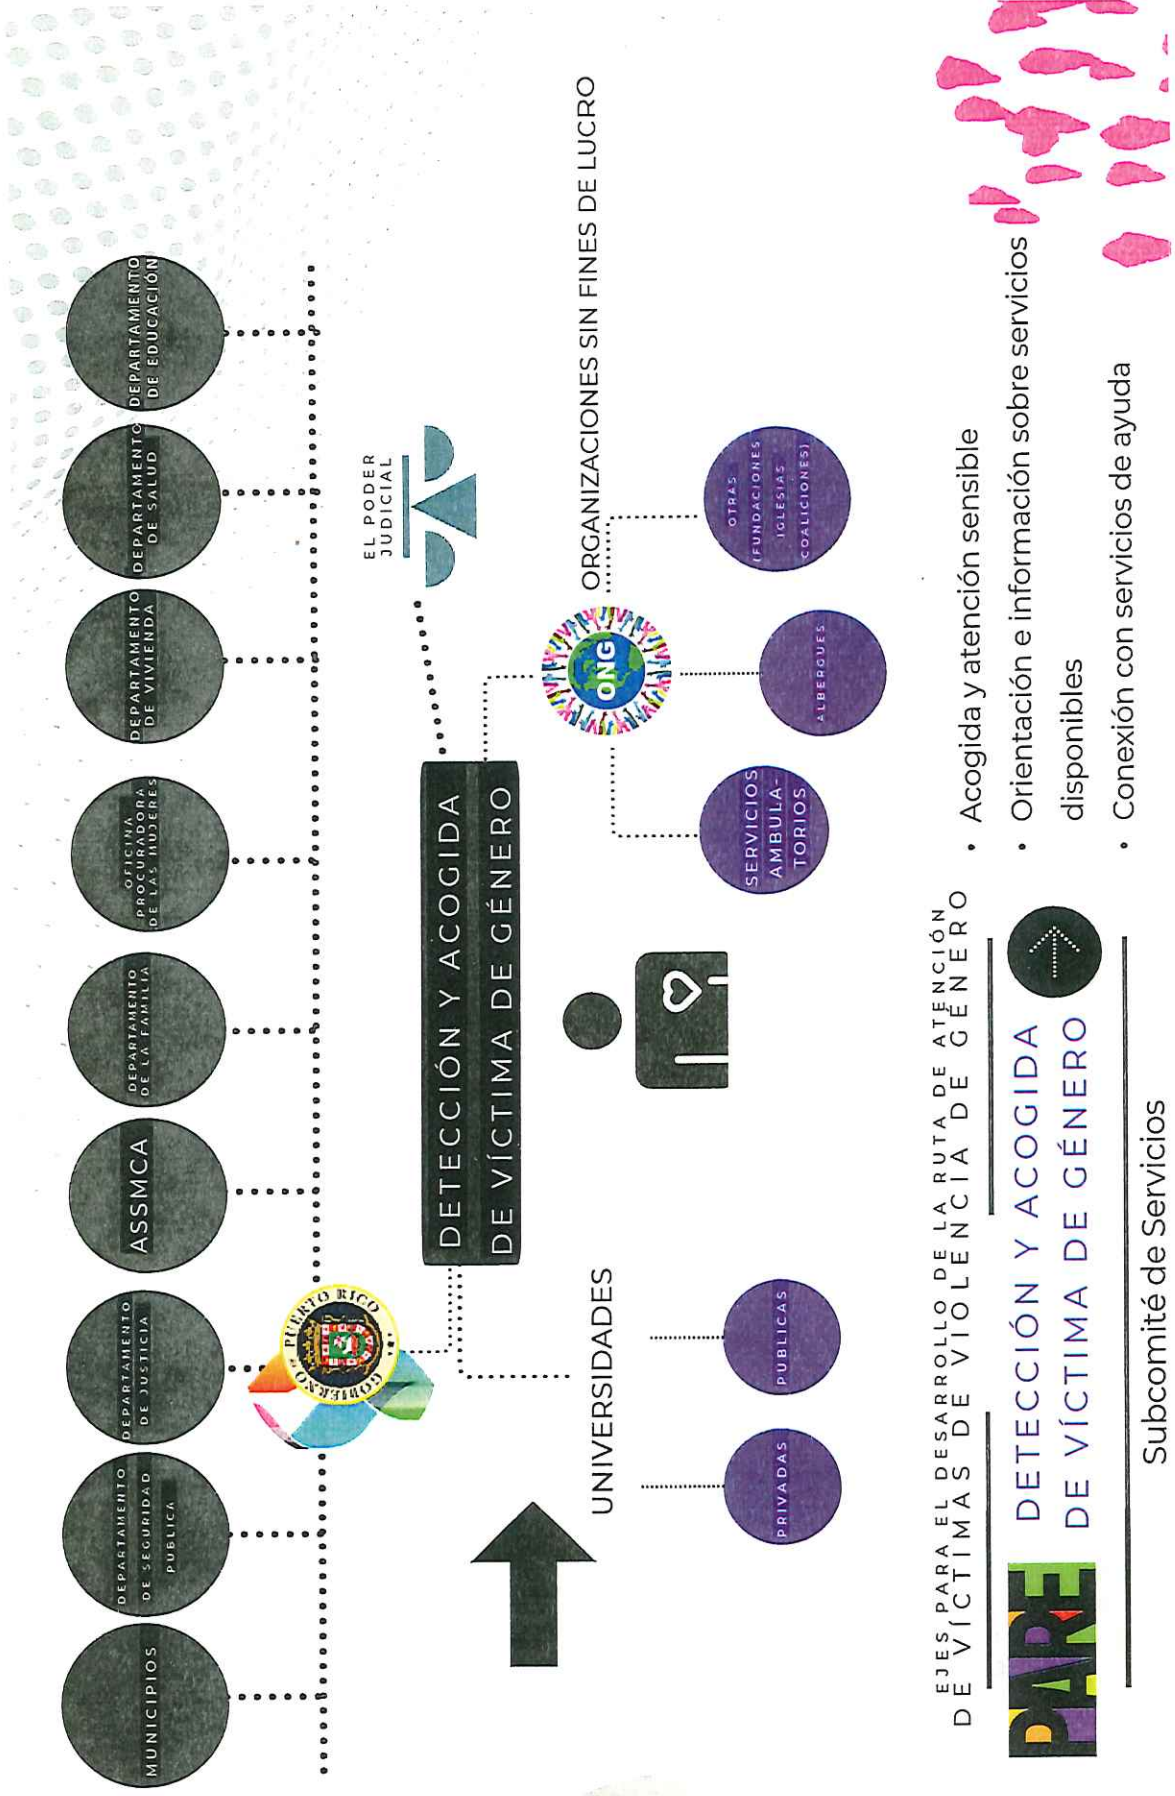 MUNICIPIOS
DEPARTAMENTO
DE SEGURIDAD
PUBLICA
DEPARTAMENTO
DE JUSTICIA
ASSMCA
DEPARTAMENTO
DE LA FAMILIA
OFICINA
PROCURADORA
DE LAS MUJERES
DEPARTAMENTO
DE VIVIENDA
DEPARTAMENTO
DE SALUD
DEPARTAMENTO
DE EDUCACIÓN
GOBIERNO DE PUERTO RICO
EL PODER
JUDICIAL
DETECCIÓN Y ACOGIDA
DE VÍCTIMA DE GÉNERO
UNIVERSIDADES
PRIVADAS
PUBLICAS
ONG
ORGANIZACIONES SIN FINES DE LUCRO
SERVICIOS
AMBULA-
TORIOS
ALBERGUES
OTRAS
(FUNDACIONES
IGLESIAS
COALICIONES)
EJES PARA EL DESARROLLO DE LA RUTA DE ATENCIÓN
DE VÍCTIMAS DE VIOLENCIA DE GÉNERO
PARE
DETECCIÓN Y ACOGIDA
DE VÍCTIMA DE GÉNERO
Subcomité de Servicios
• Acogida y atención sensible
• Orientación e información sobre servicios
disponibles
• Conexión con servicios de ayuda